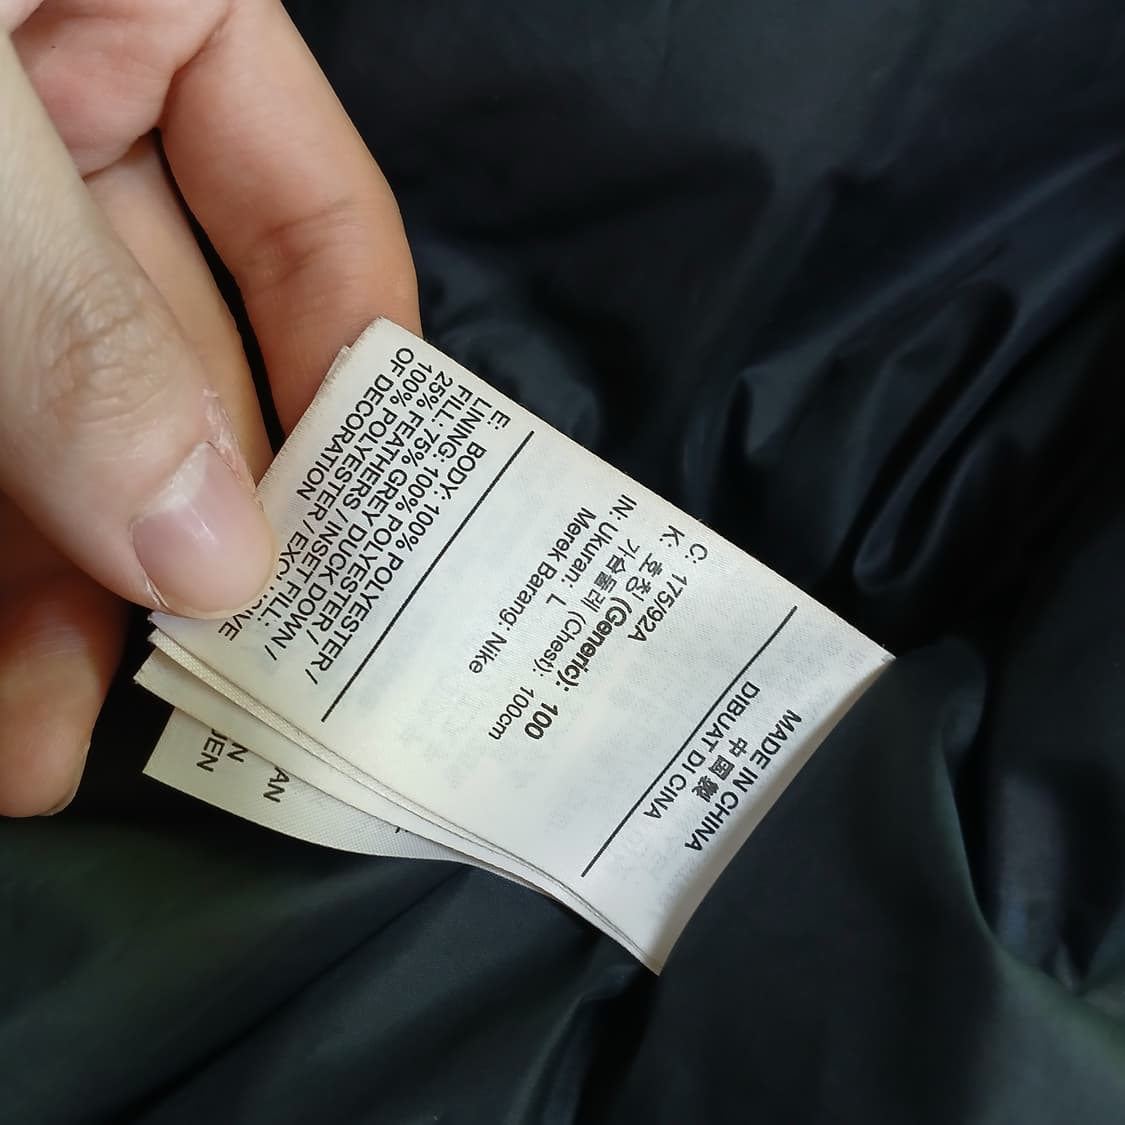 MADE IN CHINA
中國製
DIBUAT DI CINA
C: 175/92A
K: 호칭 (Generic): 100
가슴둘레 (Chest): 100cm
IN: Ukuran: L
Merek Barang: Nike
E: BODY: 100% POLYESTER /
LINING: 100% POLYESTER /
FILL: 75% GREY DUCK DOWN /
25% FEATHERS / INSET FILL:
100% POLYESTER / EXCLUSIVE
OF DECORATION
AN
N
JEN